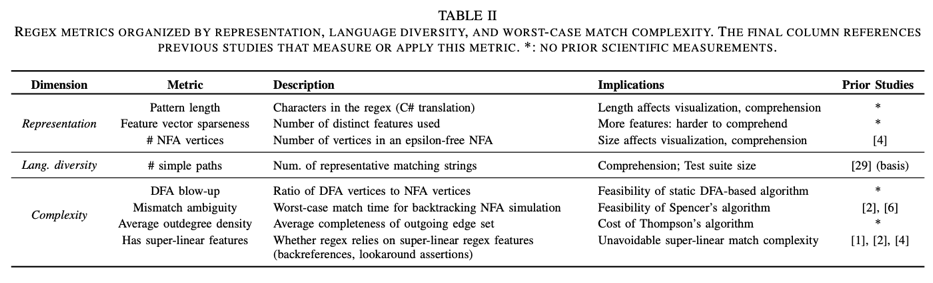 TABLE II
REGEX METRICS ORGANIZED BY REPRESENTATION, LANGUAGE DIVERSITY, AND WORST-CASE MATCH COMPLEXITY. THE FINAL COLUMN REFERENCES
PREVIOUS STUDIES THAT MEASURE OR APPLY THIS METRIC. *: NO PRIOR SCIENTIFIC MEASUREMENTS.
Dimension Metric Description Implications Prior Studies
Pattern length Characters in the regex (C# translation) Length affects visualization, comprehension *
Representation Feature vector sparseness Number of distinct features used More features: harder to comprehend *
# NFA vertices Number of vertices in an epsilon-free NFA Size affects visualization, comprehension [4]
Lang. diversity # simple paths Num. of representative matching strings Comprehension; Test suite size [29] (basis)
DFA blow-up Ratio of DFA vertices to NFA vertices Feasibility of static DFA-based algorithm *
Complexity Mismatch ambiguity Worst-case match time for backtracking NFA simulation Feasibility of Spencer's algorithm [2], [6]
Average outdegree density Average completeness of outgoing edge set Cost of Thompson's algorithm *
Has super-linear features Whether regex relies on super-linear regex features Unavoidable super-linear match complexity [1], [2], [4]
(backreferences, lookaround assertions)